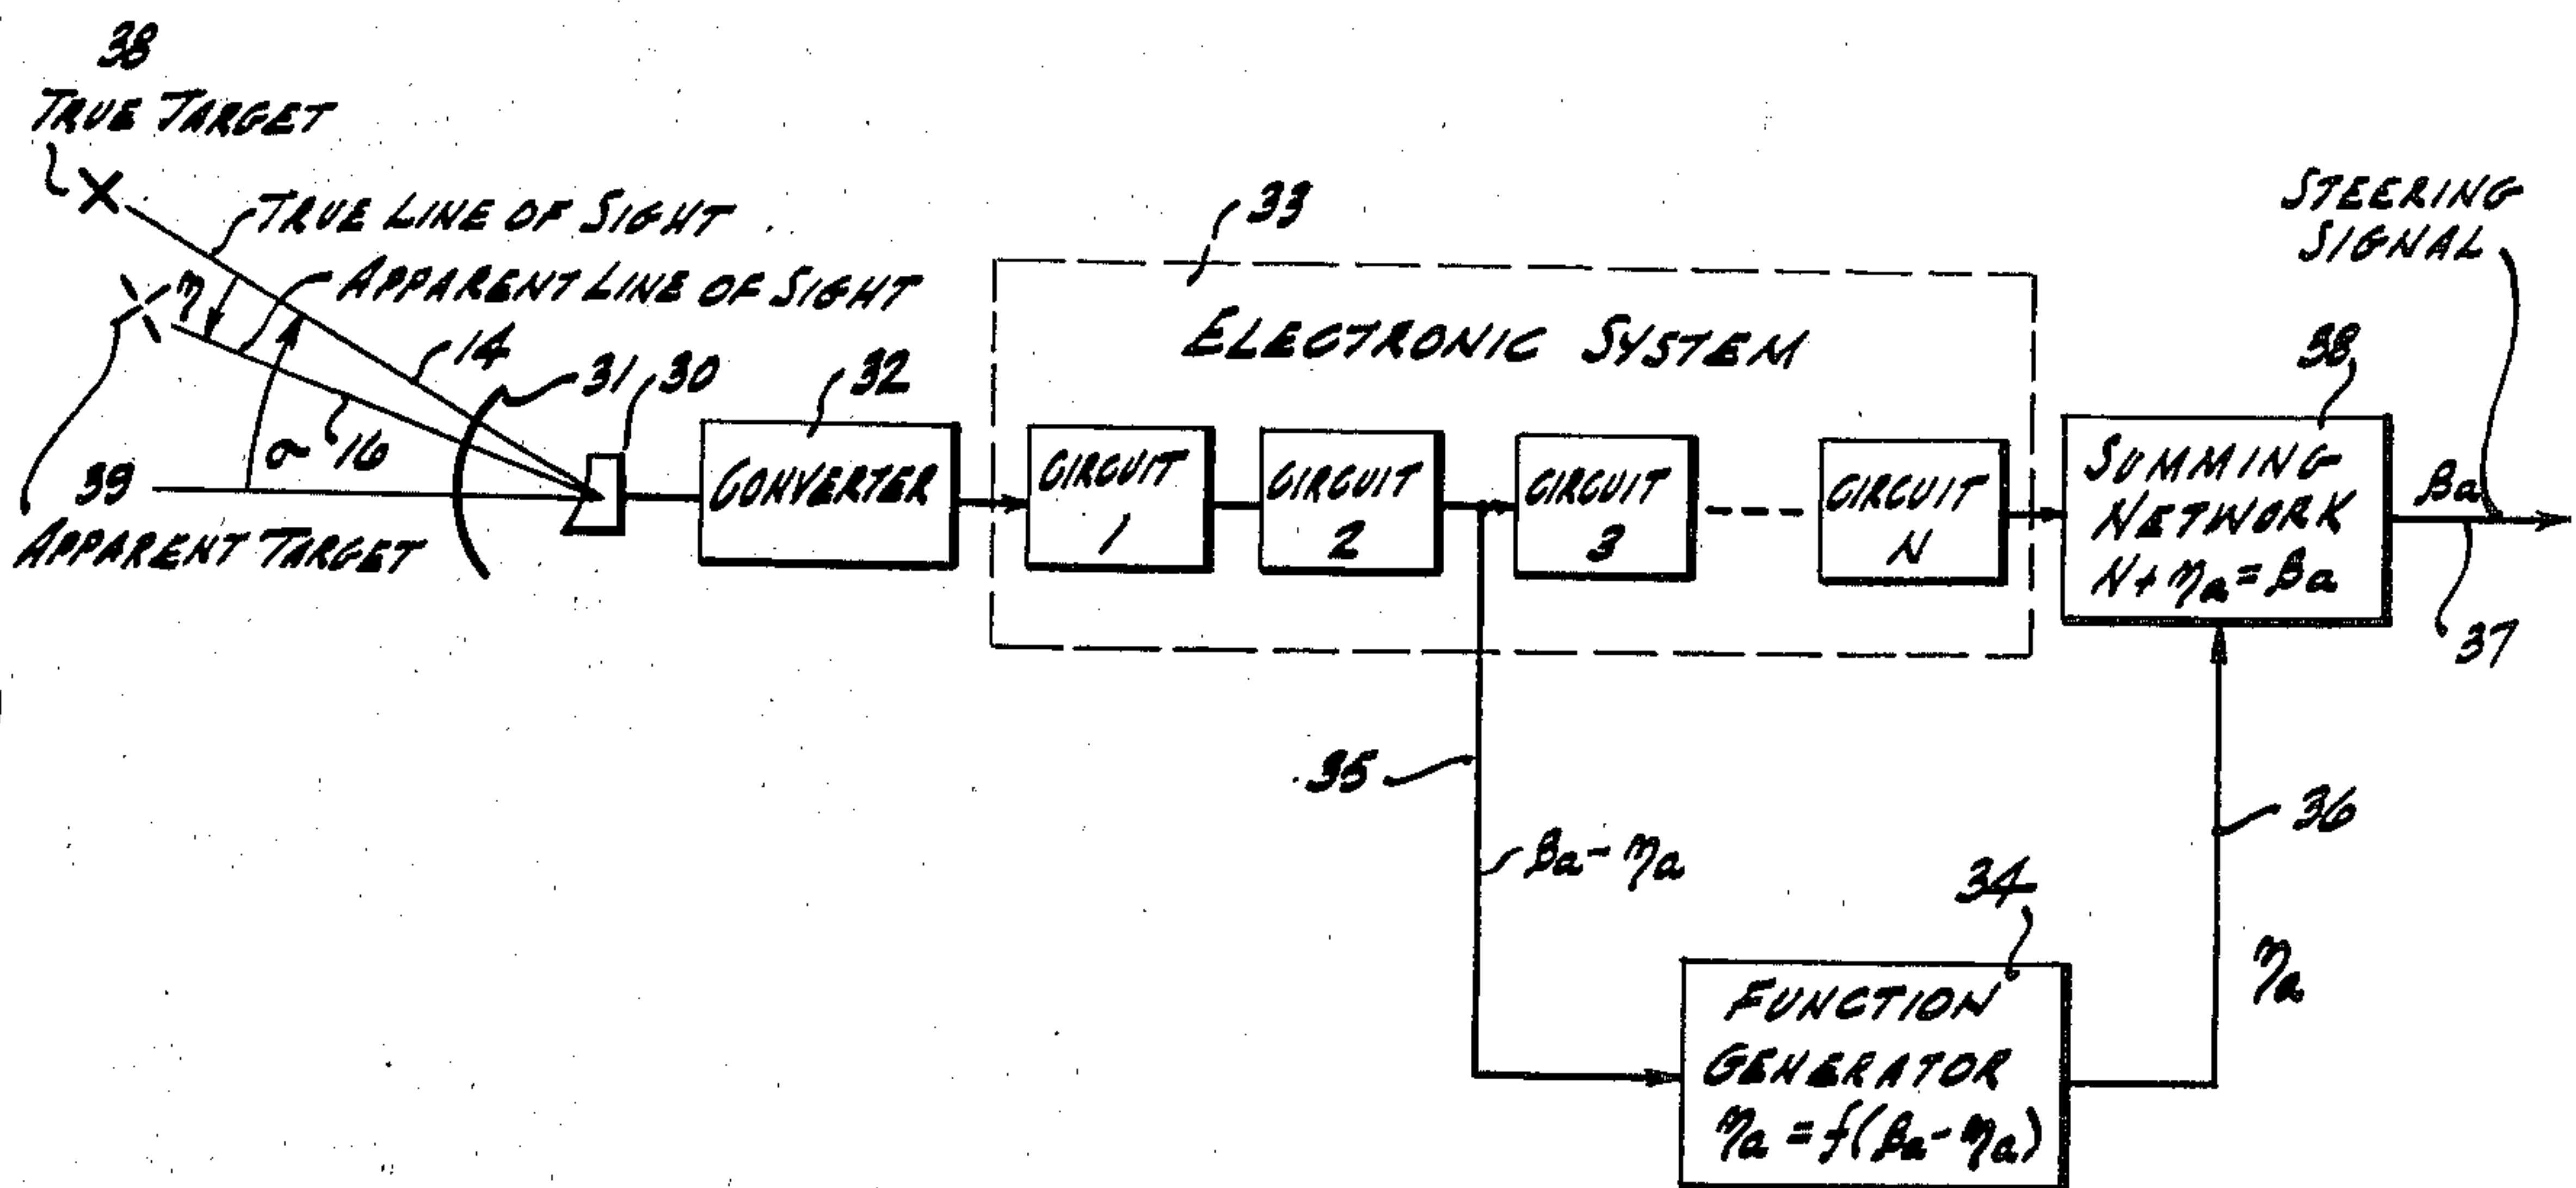 38
TRUE TARGET
TRUE LINE OF SIGHT
η
APPARENT LINE OF SIGHT
14
31
30
σ
16
39
APPARENT TARGET
32
CONVERTER
33
ELECTRONIC SYSTEM
CIRCUIT
1
CIRCUIT
2
CIRCUIT
3
CIRCUIT
N
STEERING
SIGNAL
38
SUMMING
NETWORK
N+ηa=βa
βa
37
35
βa-ηa
36
ηa
34
FUNCTION
GENERATOR
ηa=f(βa-ηa)